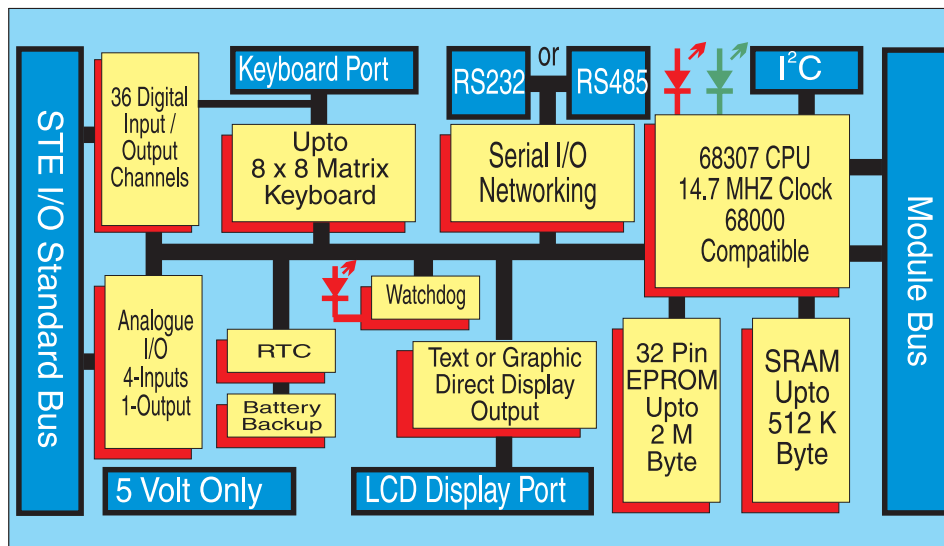 STE I/O Standard Bus
36 Digital
Input /
Output
Channels
Keyboard Port
Upto
8 x 8 Matrix
Keyboard
RS232
or
RS485
Serial I/O
Networking
I²C
68307 CPU
14.7 MHZ Clock
68000
Compatible
Module Bus
Analogue
I/O
4-Inputs
1-Output
RTC
Battery
Backup
Watchdog
Text or Graphic
Direct Display
Output
32 Pin
EPROM
Upto
2 M
Byte
SRAM
Upto
512 K
Byte
5 Volt Only
LCD Display Port